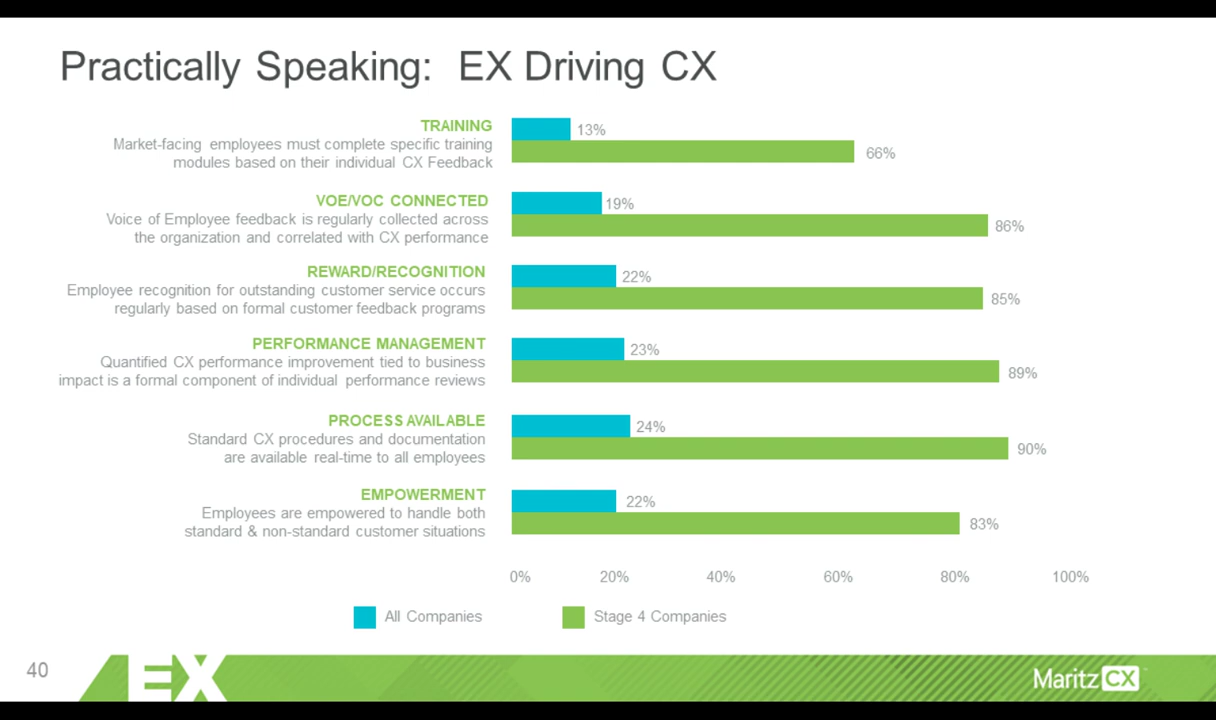 Practically Speaking: EX Driving CX
TRAINING
Market-facing employees must complete specific training
modules based on their individual CX Feedback
13%
66%
VOE/VOC CONNECTED
Voice of Employee feedback is regularly collected across
the organization and correlated with CX performance
19%
86%
REWARD/RECOGNITION
Employee recognition for outstanding customer service occurs
regularly based on formal customer feedback programs
22%
85%
PERFORMANCE MANAGEMENT
Quantified CX performance improvement tied to business
impact is a formal component of individual performance reviews
23%
89%
PROCESS AVAILABLE
Standard CX procedures and documentation
are available real-time to all employees
24%
90%
EMPOWERMENT
Employees are empowered to handle both
standard & non-standard customer situations
22%
83%
0% 20% 40% 60% 80% 100%
All Companies Stage 4 Companies
40 EX MaritzCX